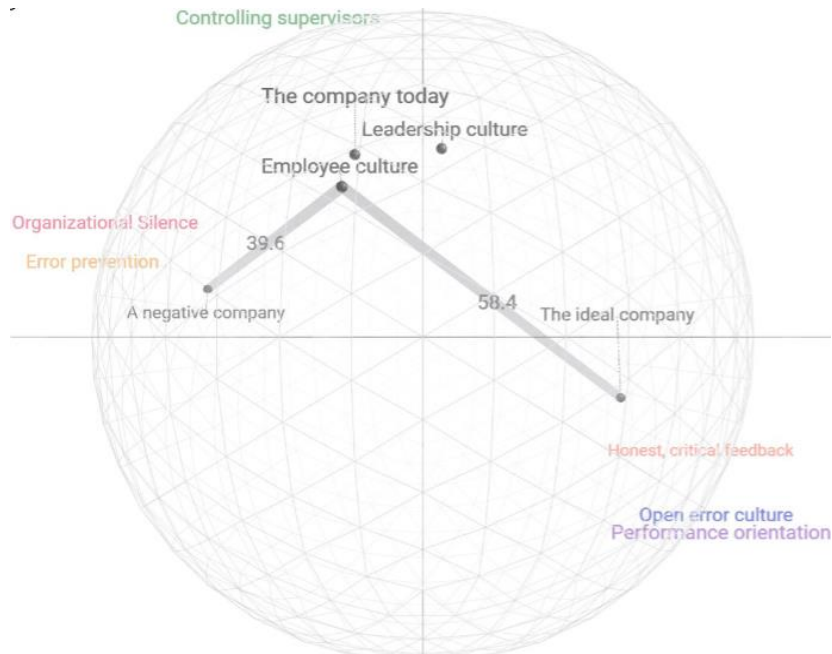 Controlling supervisors
The company today
Leadership culture
Employee culture
Organizational Silence
39.6
Error prevention
58.4
A negative company
The ideal company
Honest, critical feedback
Open error culture
Performance orientation